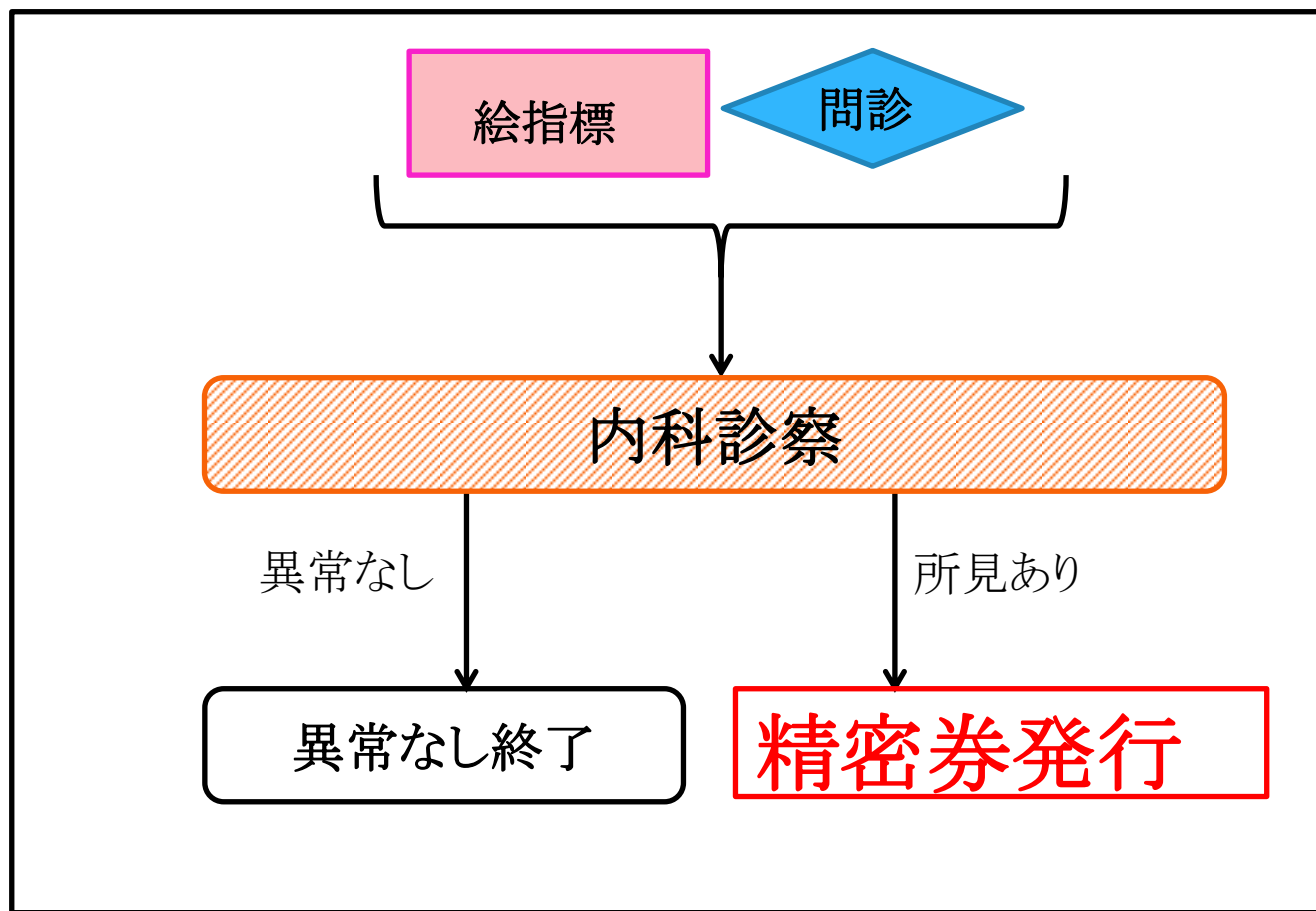 絵指標
問診
内科診察
異常なし
所見あり
異常なし終了
精密券発行